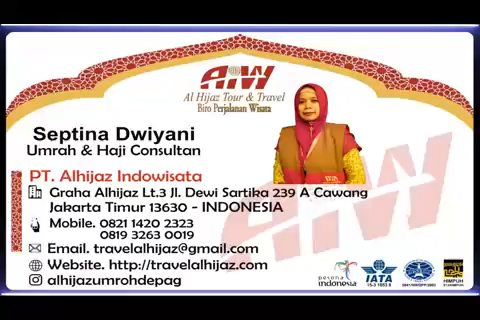 AIW
Al Hijaz Tour & Travel
Biro Perjalanan Wisata
Septina Dwiyani
Umrah & Haji Consultan
PT. Alhijaz Indowisata
Graha Alhijaz Lt.3 Jl. Dewi Sartika 239 A Cawang
Jakarta Timur 13630 - INDONESIA
Mobile. 0821 1420 2323
0819 3263 0019
Email. travelalhijaz@gmail.com
Website. http://travelalhijaz.com
alhijazumrohdepag
pesona
indonesia
IATA
HIMPUH